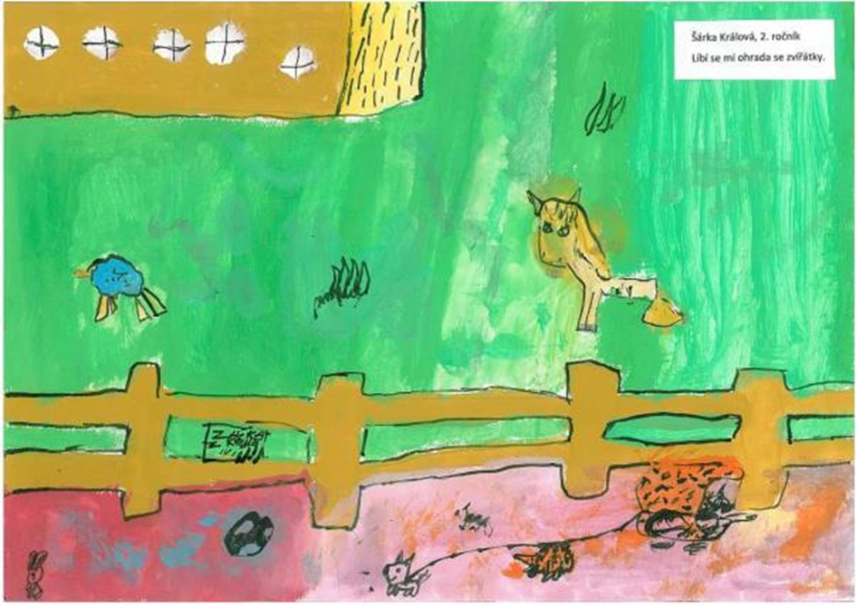 Šárka Králová, 2. ročník
Líbí se mi ohrada se zvířátky.